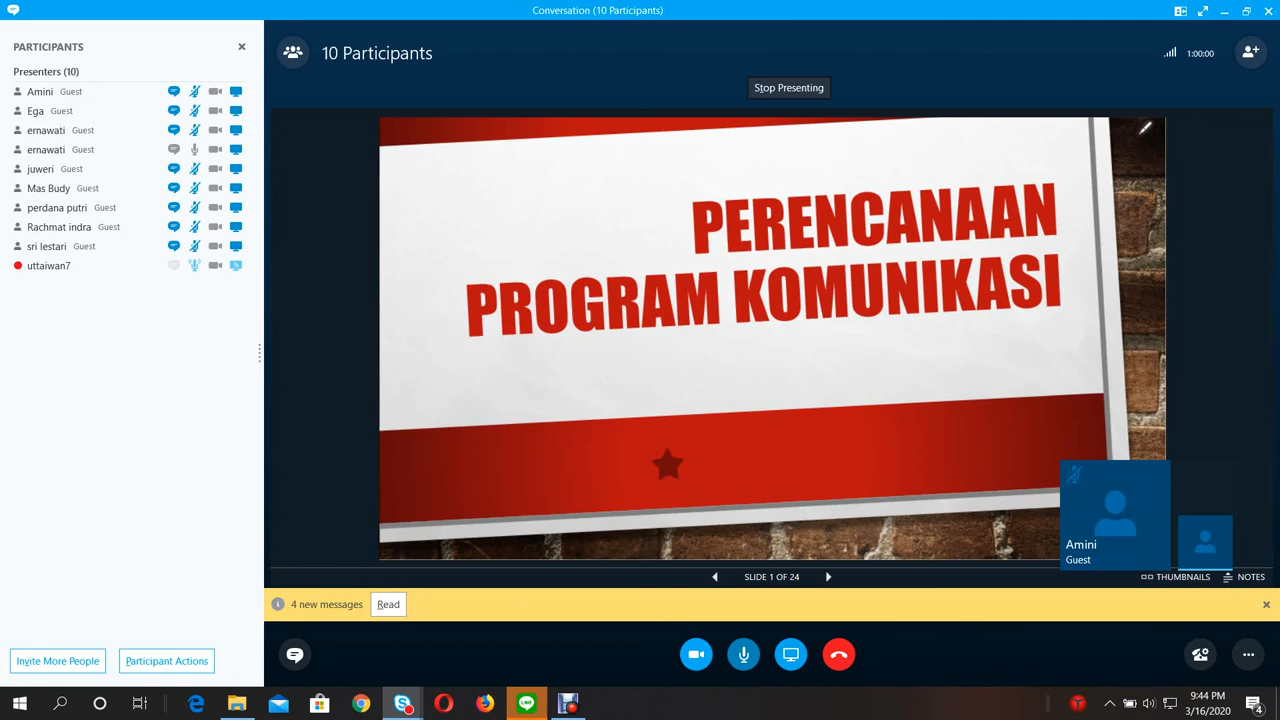 Conversation (10 Participants)
PARTICIPANTS
Presenters (10)
Amini Guest
Ega Guest
ernawati Guest
ernawati Guest
juweri Guest
Mas Budy Guest
perdana putri Guest
Rachmat indra Guest
sri lestari Guest
uttaiwan7
Invite More People
Participant Actions
10 Participants
1:00:00
Stop Presenting
PERENCANAAN
PROGRAM KOMUNIKASI
Amini
Guest
SLIDE 1 OF 24
THUMBNAILS
NOTES
4 new messages
Read
9:44 PM
3/16/2020
4